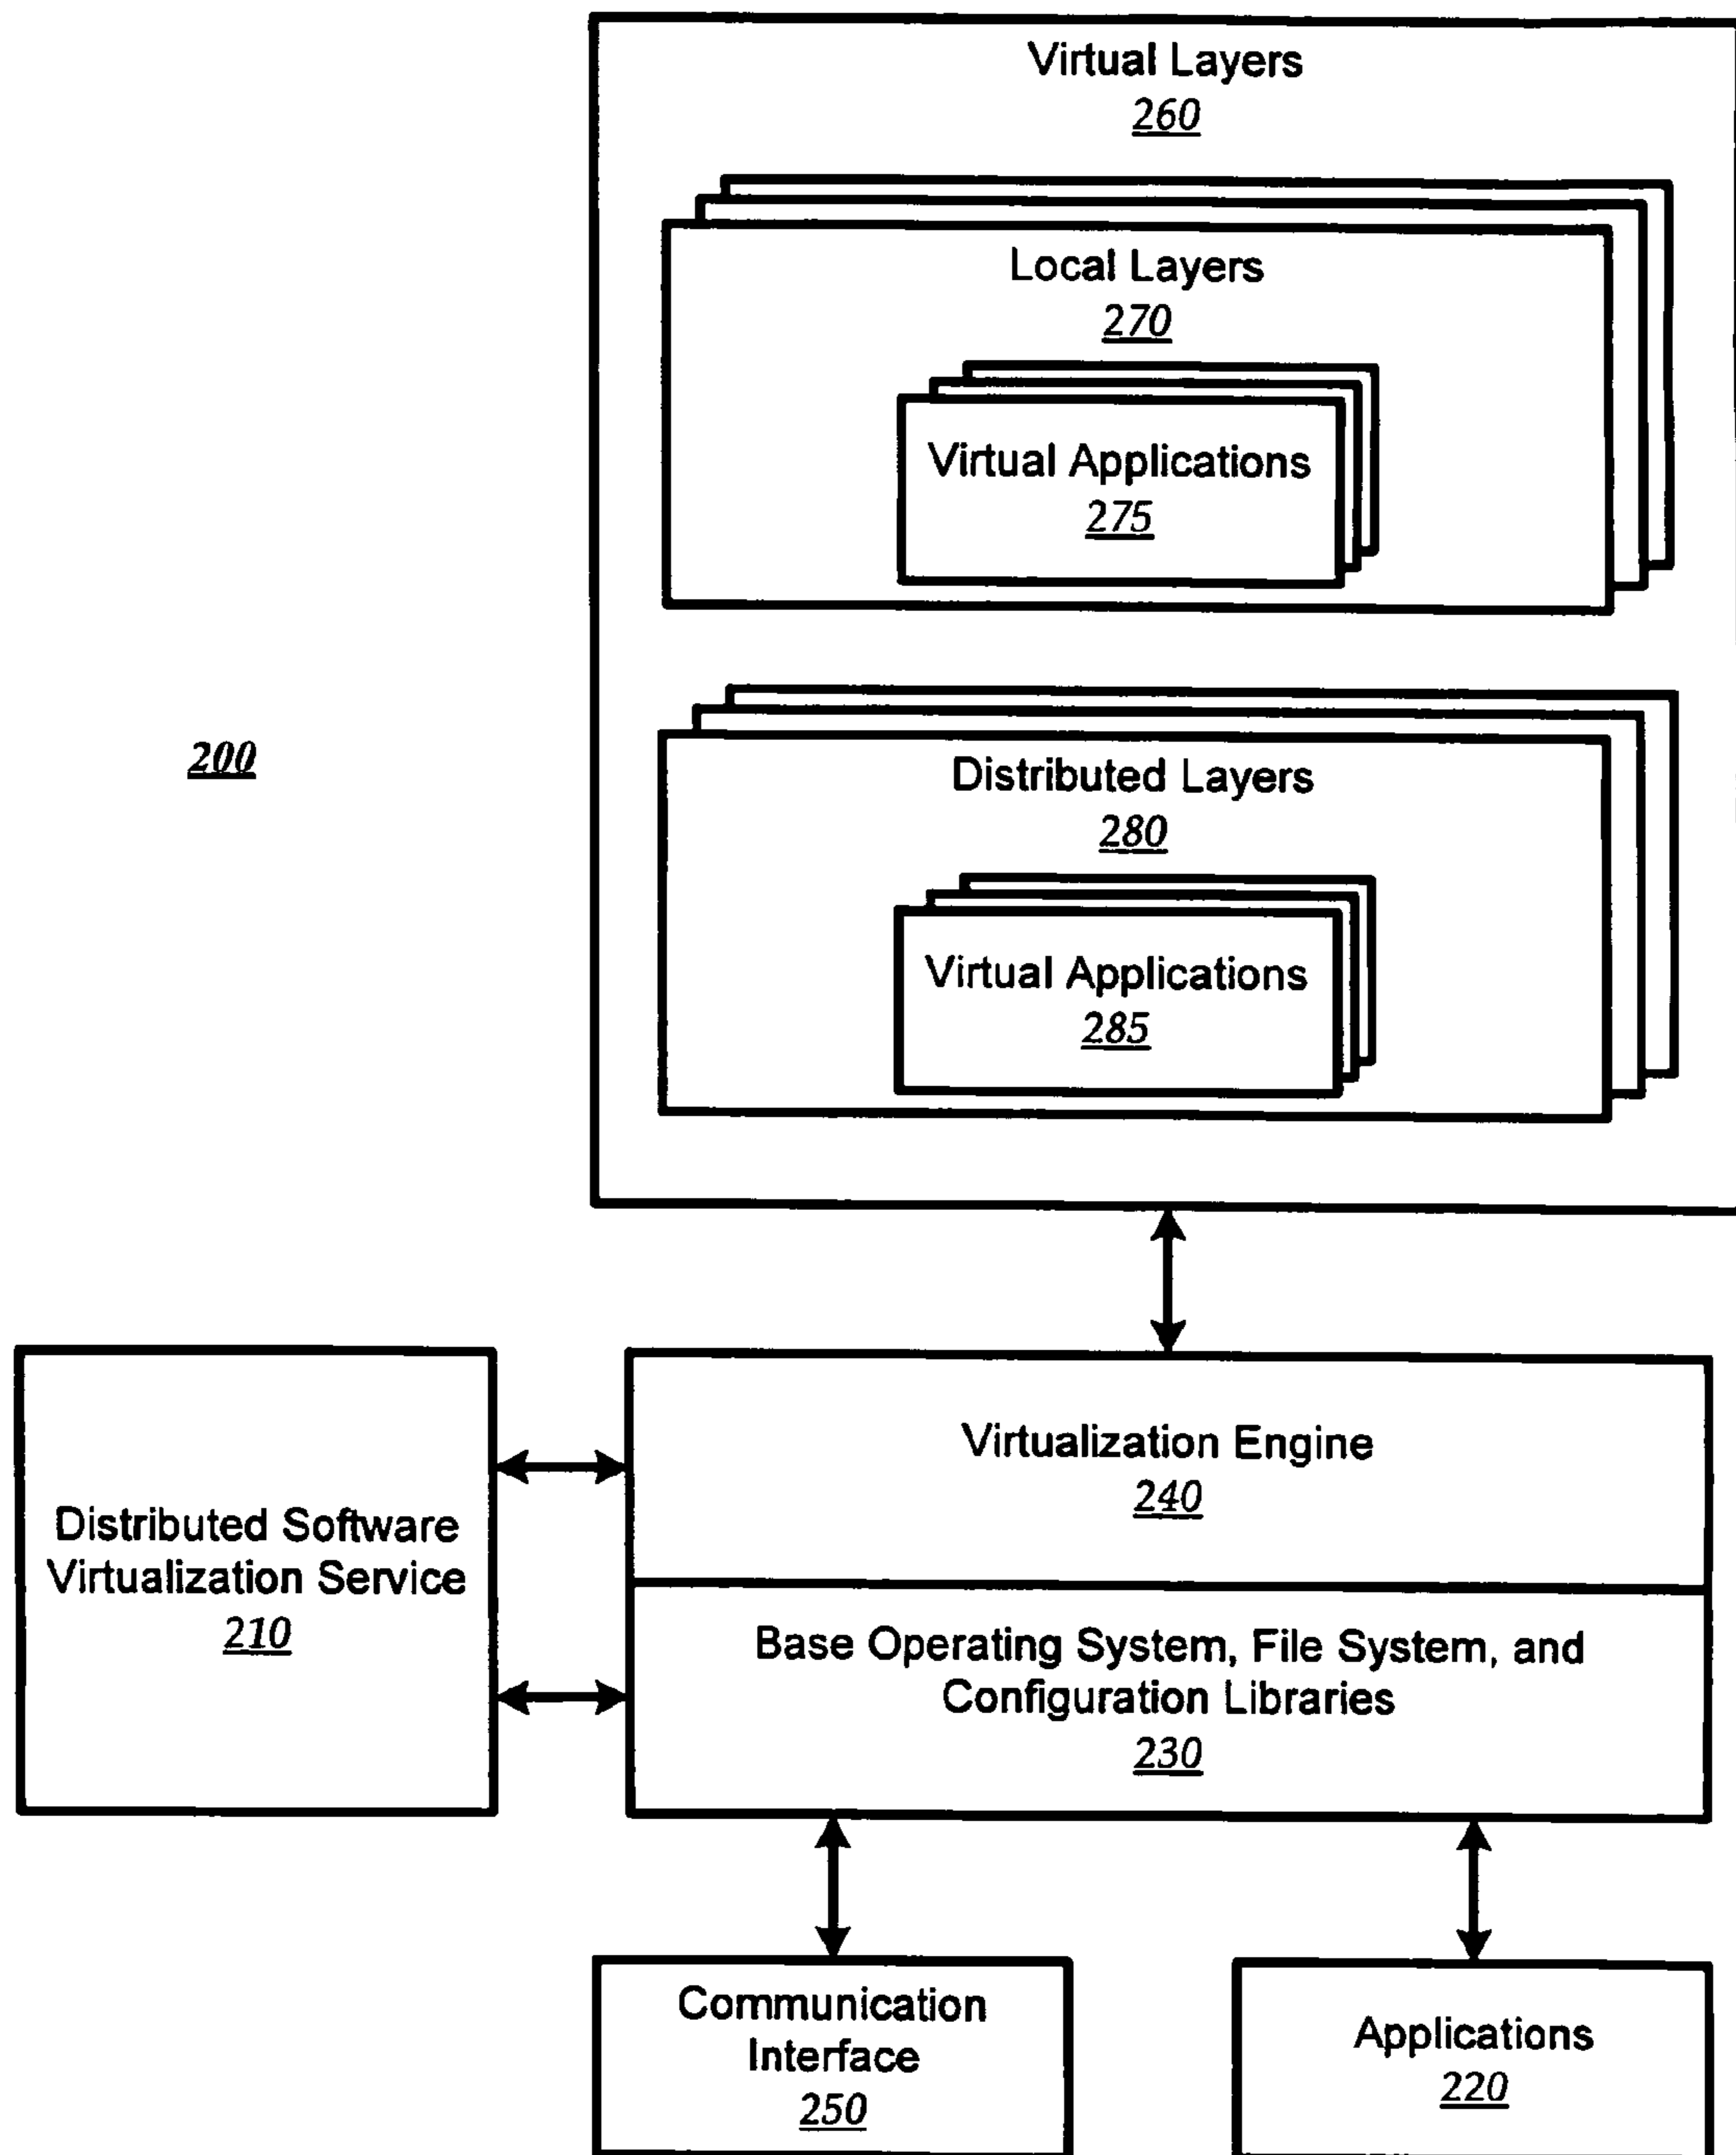 Virtual Layers
260
Local Layers
270
Virtual Applications
275
200
Distributed Layers
280
Virtual Applications
285
Distributed Software
Virtualization Service
210
Virtualization Engine
240
Base Operating System, File System, and
Configuration Libraries
230
Communication
Interface
250
Applications
220